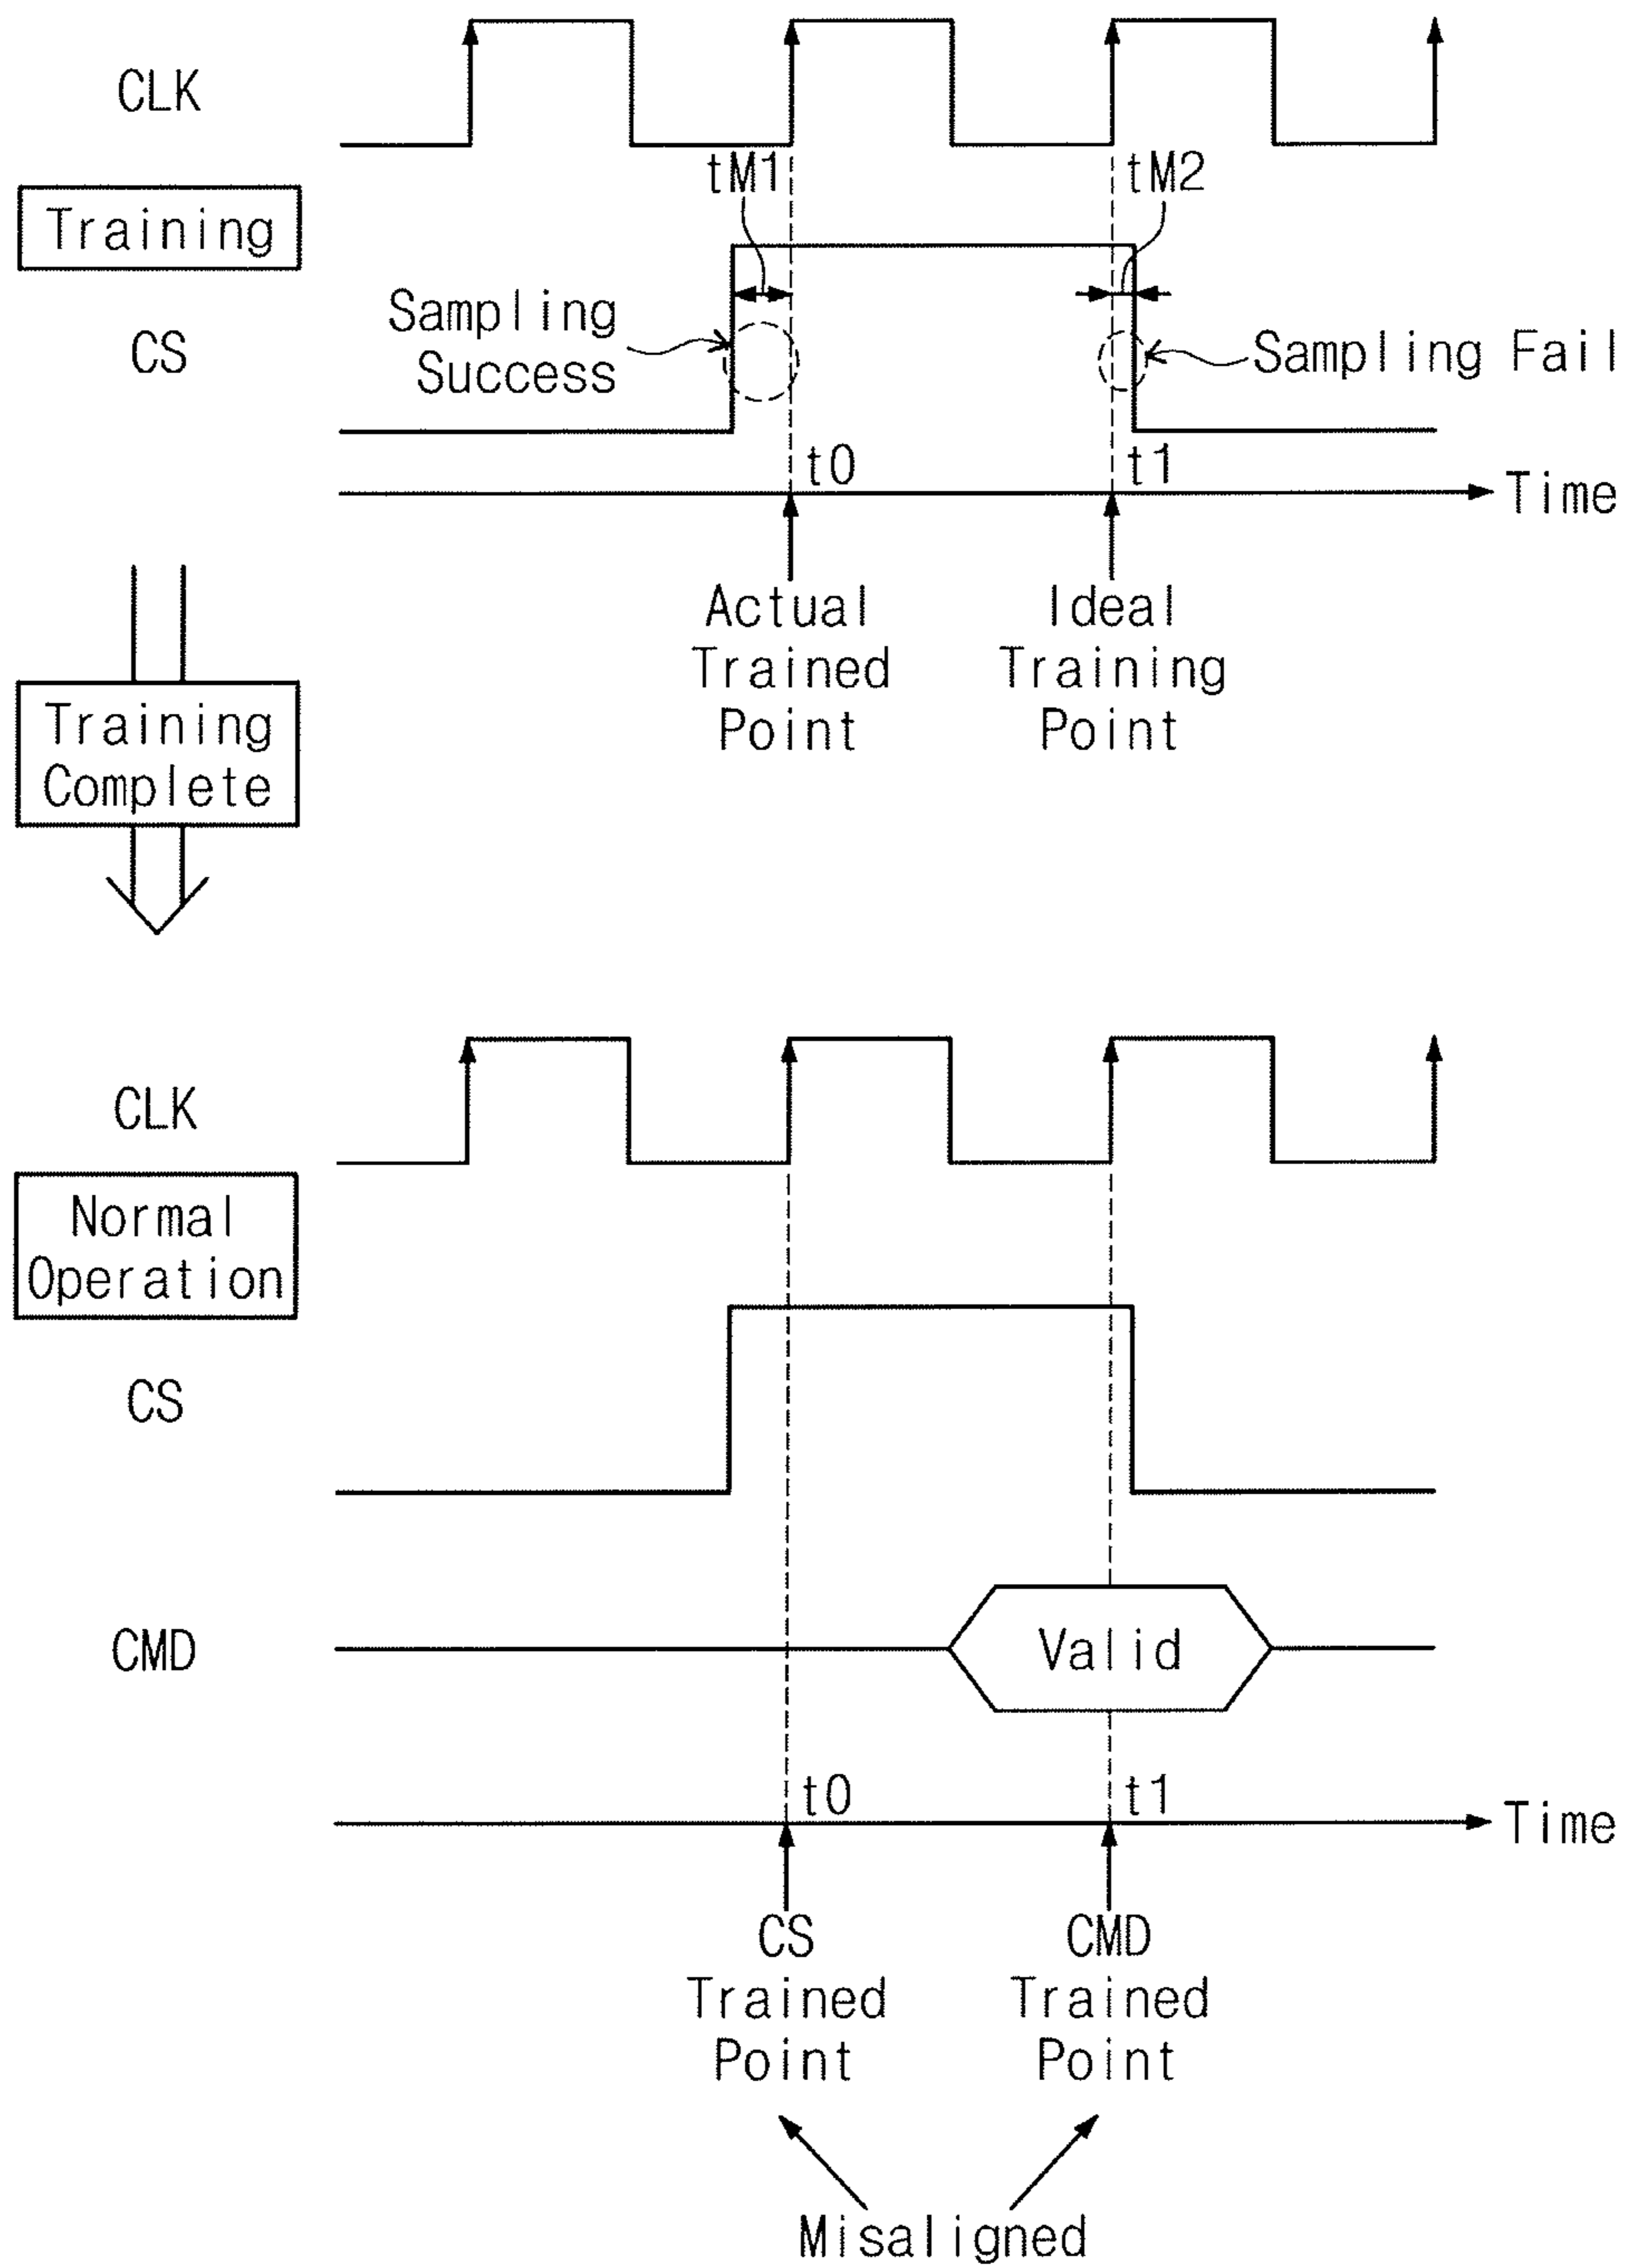 CLK
tM1
tM2
Training
Sampling
Success
CS
Sampling Fail
t0
t1
Time
Actual
Trained
Point
Ideal
Training
Point
Training
Complete
CLK
Normal
Operation
CS
CMD
Valid
t0
t1
Time
CS
Trained
Point
CMD
Trained
Point
Misaligned